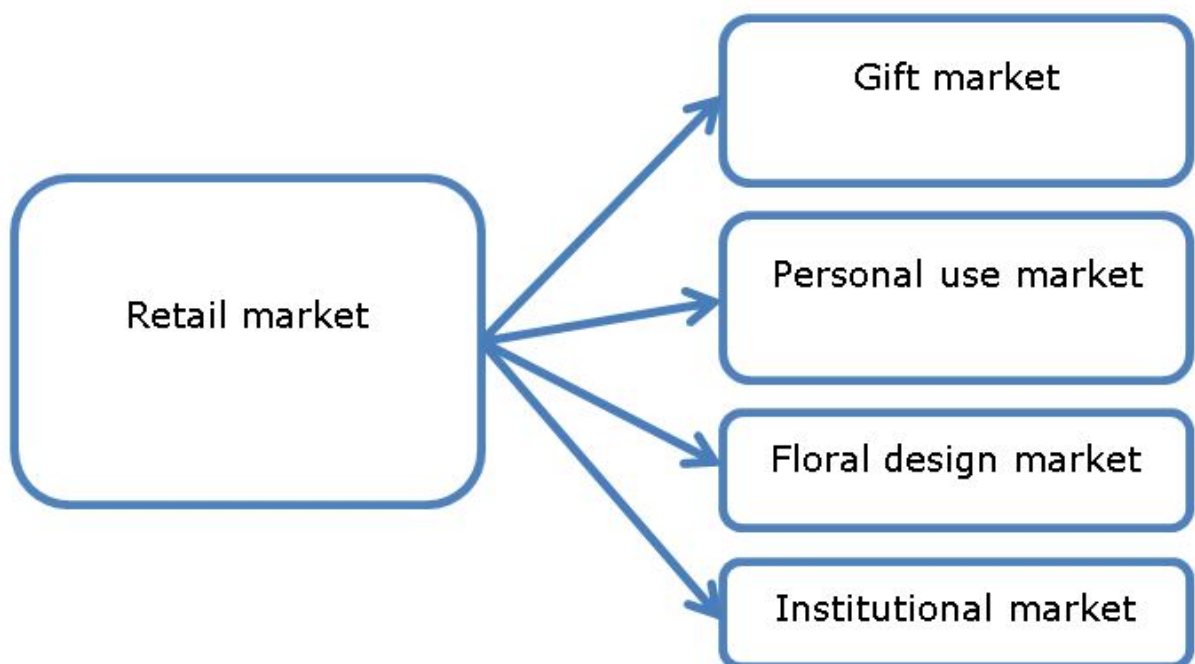 Gift market
Personal use market
Retail market
Floral design market
Institutional market